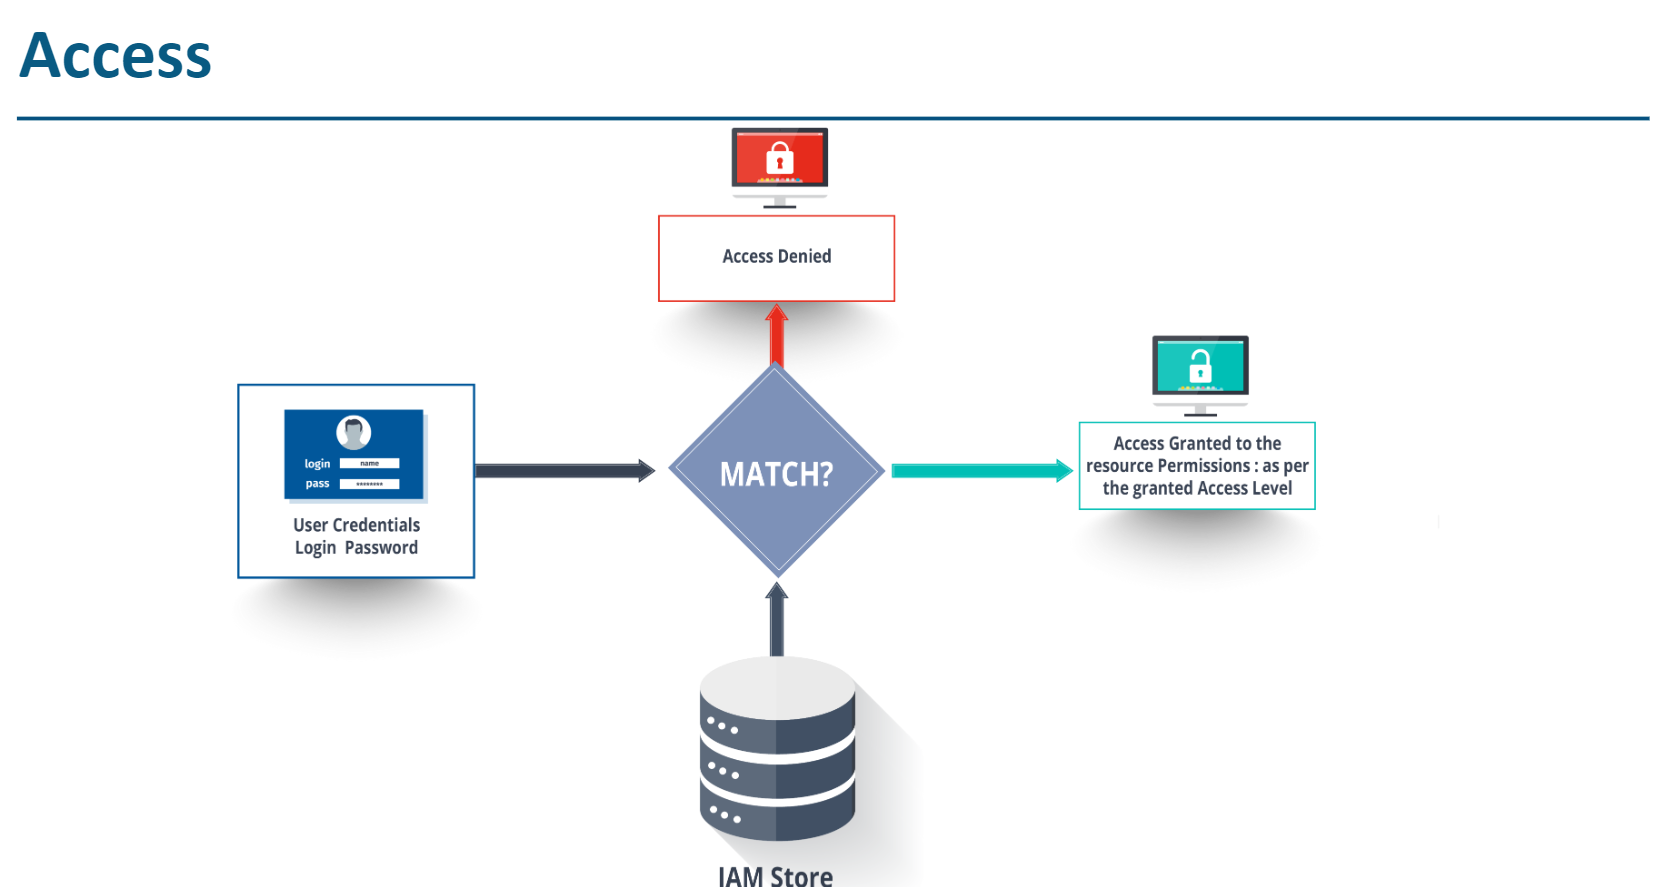 Access
Access Denied
login name
pass ********
User Credentials
Login Password
MATCH?
Access Granted to the
resource Permissions : as per
the granted Access Level
IAM Store